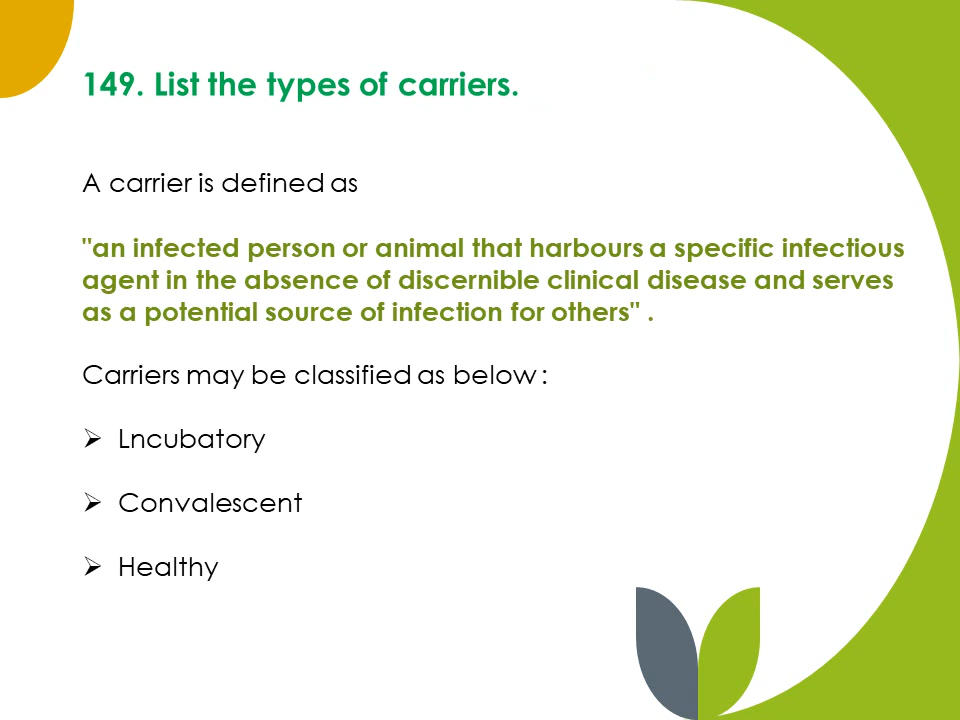 149. List the types of carriers.
A carrier is defined as
"an infected person or animal that harbours a specific infectious
agent in the absence of discernible clinical disease and serves
as a potential source of infection for others" .
Carriers may be classified as below :
➢ Lncubatory
➢ Convalescent
➢ Healthy